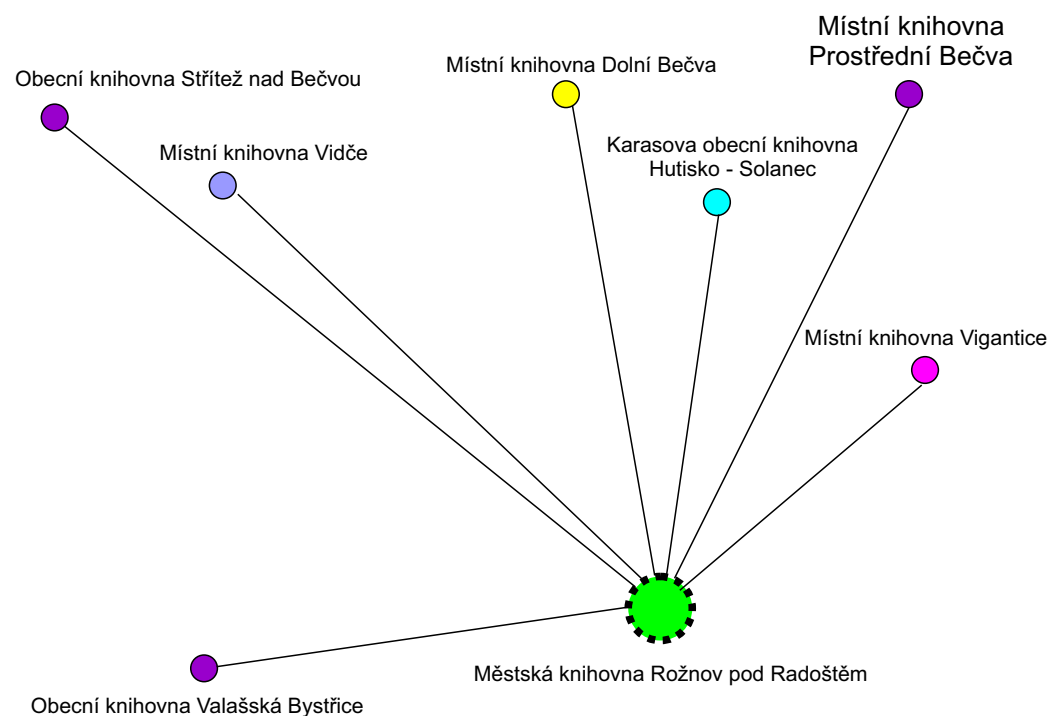 Místní knihovna
Prostřední Bečva
Obecní knihovna Střítež nad Bečvou
Místní knihovna Dolní Bečva
Místní knihovna Vidče
Karasova obecní knihovna
Hutisko - Solanec
Místní knihovna Vigantice
Městská knihovna Rožnov pod Radoštěm
Obecní knihovna Valašská Bystřice